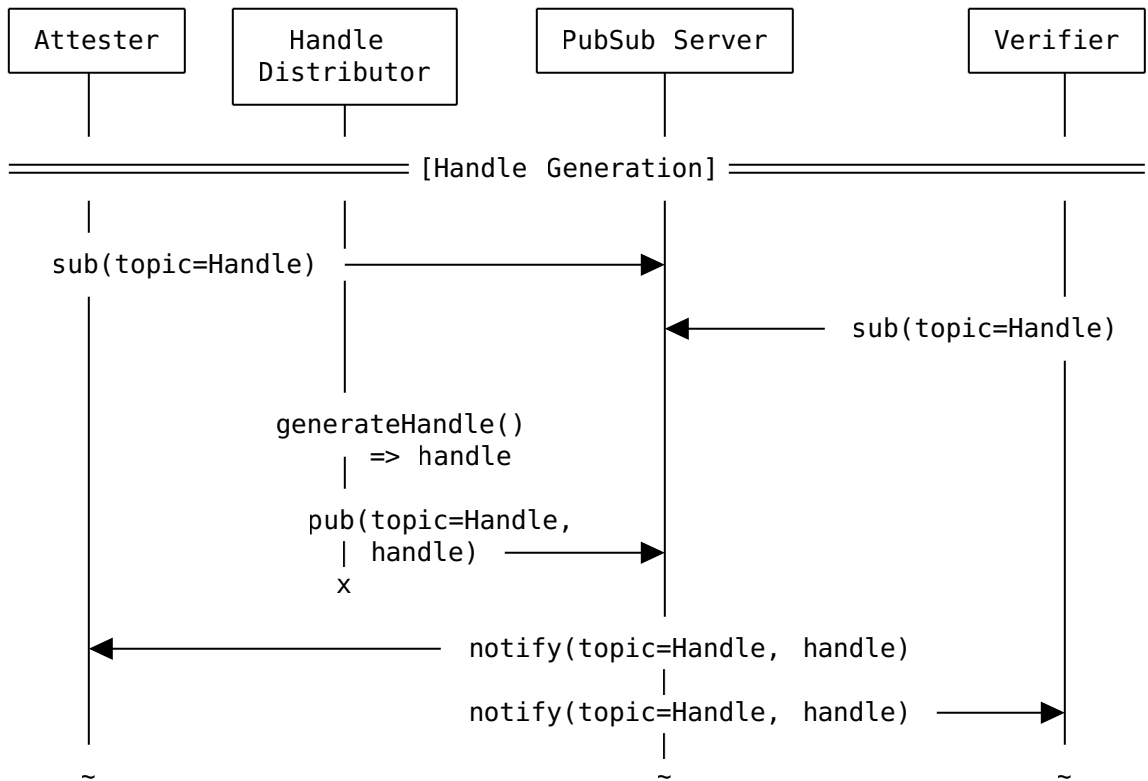 Attester
Handle
Distributor
PubSub Server
Verifier
[Handle Generation]
sub(topic=Handle)
sub(topic=Handle)
generateHandle()
=> handle
pub(topic=Handle,
| handle)
x
notify(topic=Handle, handle)
notify(topic=Handle, handle)
~ ~ ~